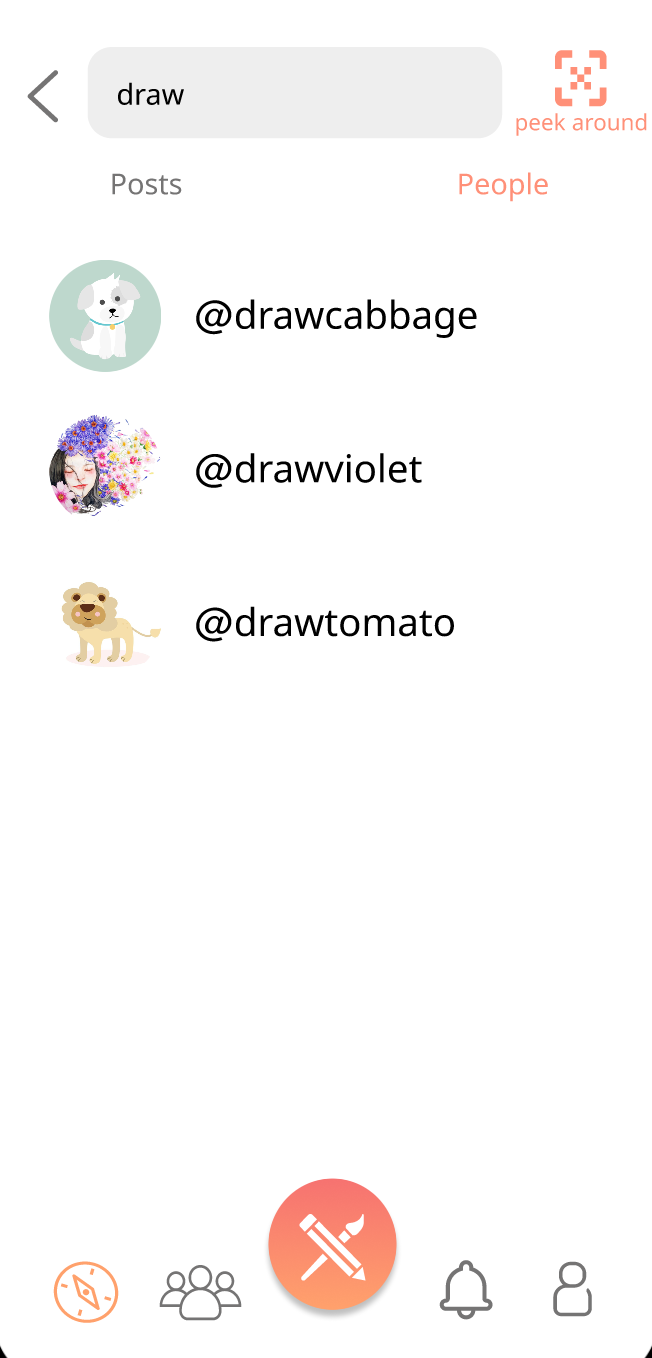 draw
peek around
Posts
People
@drawcabbage
@drawviolet
@drawtomato